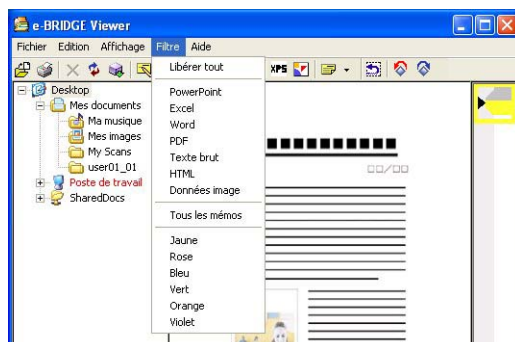 e-BRIDGE Viewer
Fichier Edition Affichage Filtre Aide
XPS
Libérer tout
PowerPoint
Excel
Word
PDF
Texte brut
HTML
Données image
Tous les mémos
Jaune
Rose
Bleu
Vert
Orange
Violet
Desktop
Mes documents
Ma musique
Mes images
My Scans
user01_01
Poste de travail
SharedDocs
■■■■■■■■■■
□□/□□